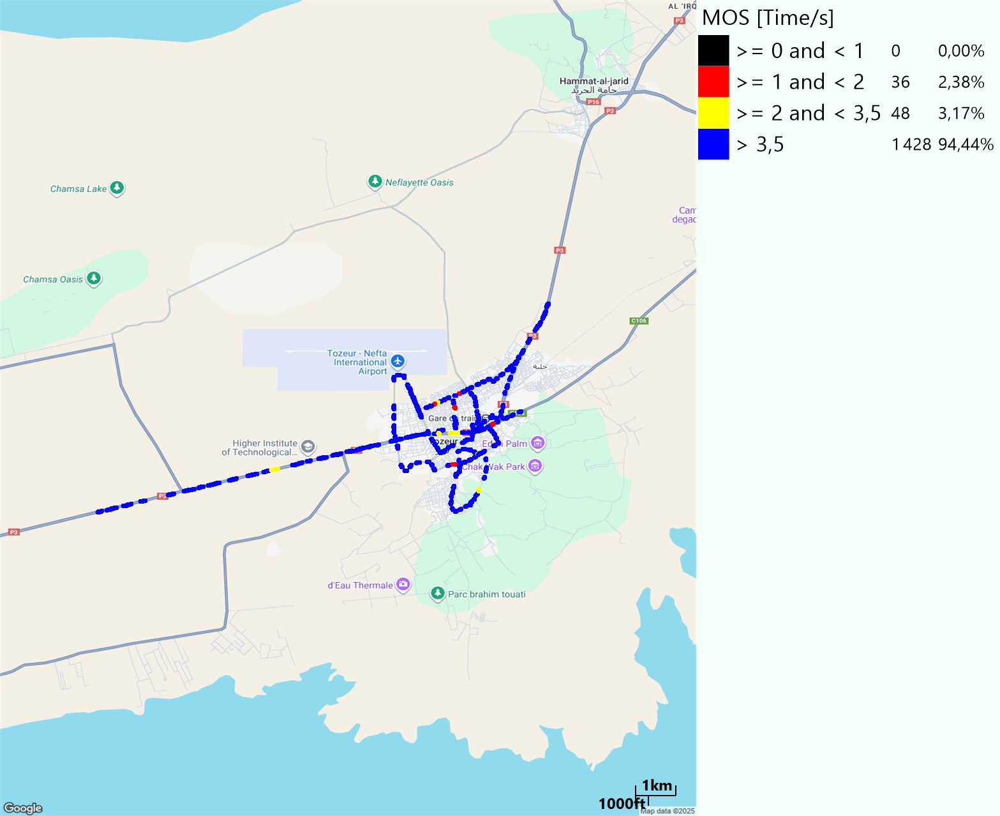 MOS [Time/s]
>= 0 and < 1 0 0,00%
>= 1 and < 2 36 2,38%
>= 2 and < 3,5 48 3,17%
> 3,5 1 428 94,44%
AL 'IRQ
P3
Hammat-al-jarid
حامة الجريد
P16
P3
Chamsa Lake
Neflayette Oasis
Cam
degac
P3
Chamsa Oasis
C106
P3
Tozeur - Nefta
International
Airport
حلبة
Gare
train
Higher Institute
of Technological...
Tozeur
Eden Palm
Chak Wak Park
P3
P3
d'Eau Thermale
Parc brahim touati
1km
1000ft
Google
Map data ©2025